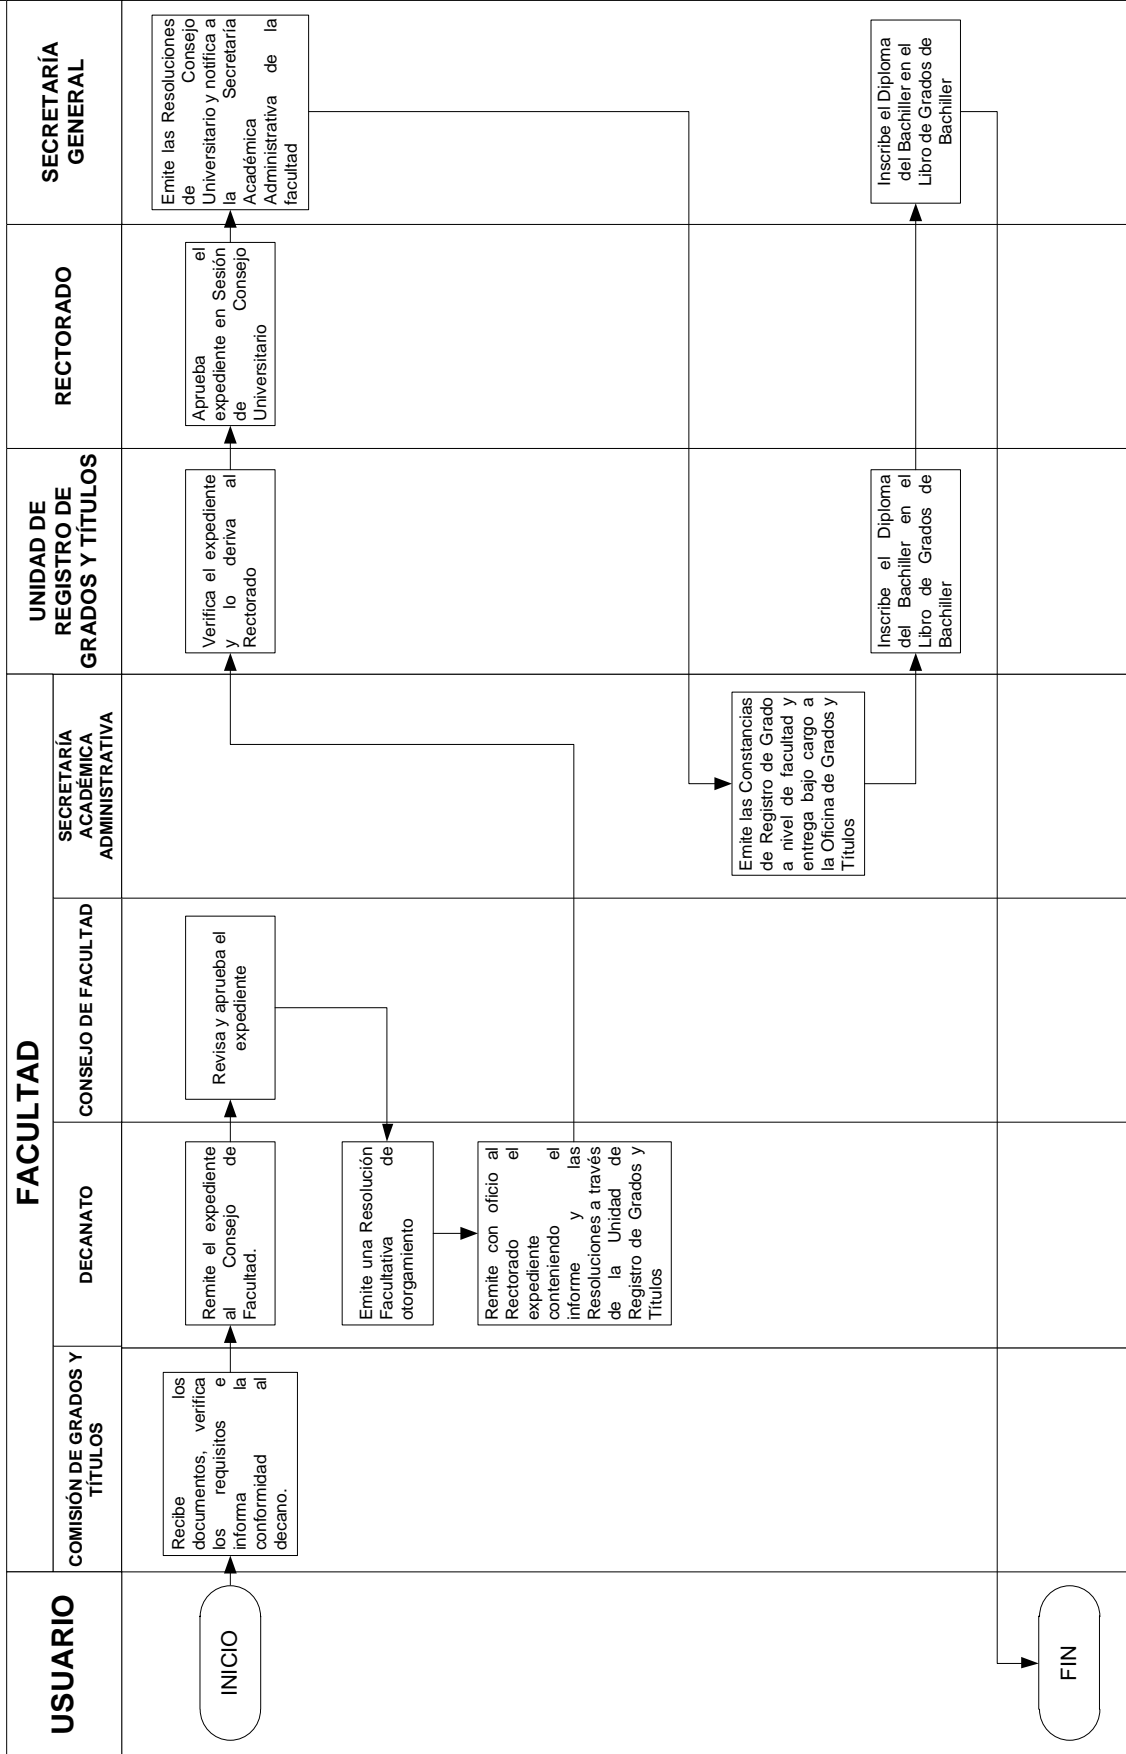 USUARIO
FACULTAD
COMISIÓN DE GRADOS Y
TÍTULOS
DECANATO
CONSEJO DE FACULTAD
SECRETARÍA
ACADÉMICA
ADMINISTRATIVA
UNIDAD DE
REGISTRO DE
GRADOS Y TÍTULOS
RECTORADO
SECRETARÍA
GENERAL
INICIO
Recibe los
documentos, verifica
los requisitos e
informa la
conformidad al
decano.
Remite el expediente
al Consejo de
Facultad.
Revisa y aprueba el
expediente
Emite una Resolución
Facultativa de
otorgamiento
Remite con oficio al
Rectorado el
expediente
conteniendo el
informe y las
Resoluciones a través
de la Unidad de
Registro de Grados y
Títulos
Verifica el expediente
y lo deriva al
Rectorado
Aprueba el
expediente en Sesión
de Consejo
Universitario
Emite las Resoluciones
de Consejo
Universitario y notifica a
la Secretaría
Académica
Administrativa de la
facultad
Emite las Constancias
de Registro de Grado
a nivel de facultad y
entrega bajo cargo a
la Oficina de Grados y
Títulos
Inscribe el Diploma
del Bachiller en el
Libro de Grados de
Bachiller
Inscribe el Diploma
del Bachiller en el
Libro de Grados de
Bachiller
FIN